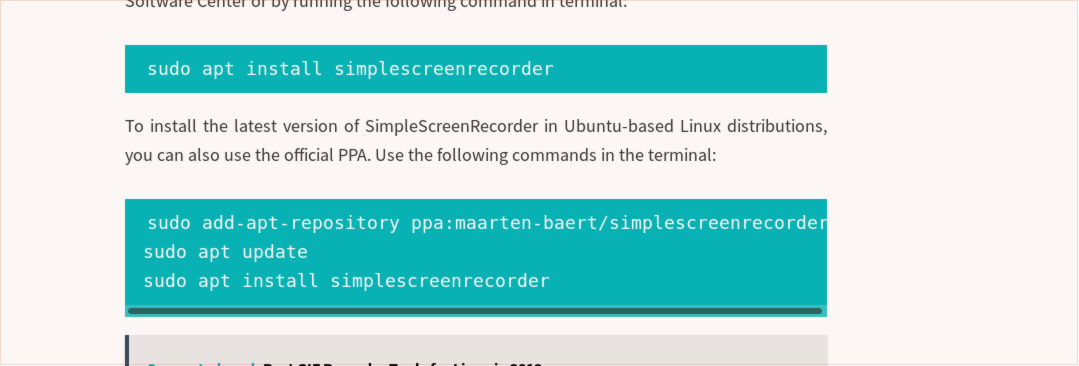 Software Center or by running the following command in terminal:
sudo apt install simplescreenrecorder
To install the latest version of SimpleScreenRecorder in Ubuntu-based Linux distributions,
you can also use the official PPA. Use the following commands in the terminal:
sudo add-apt-repository ppa:maarten-baert/simplescreenrecorder
sudo apt update
sudo apt install simplescreenrecorder